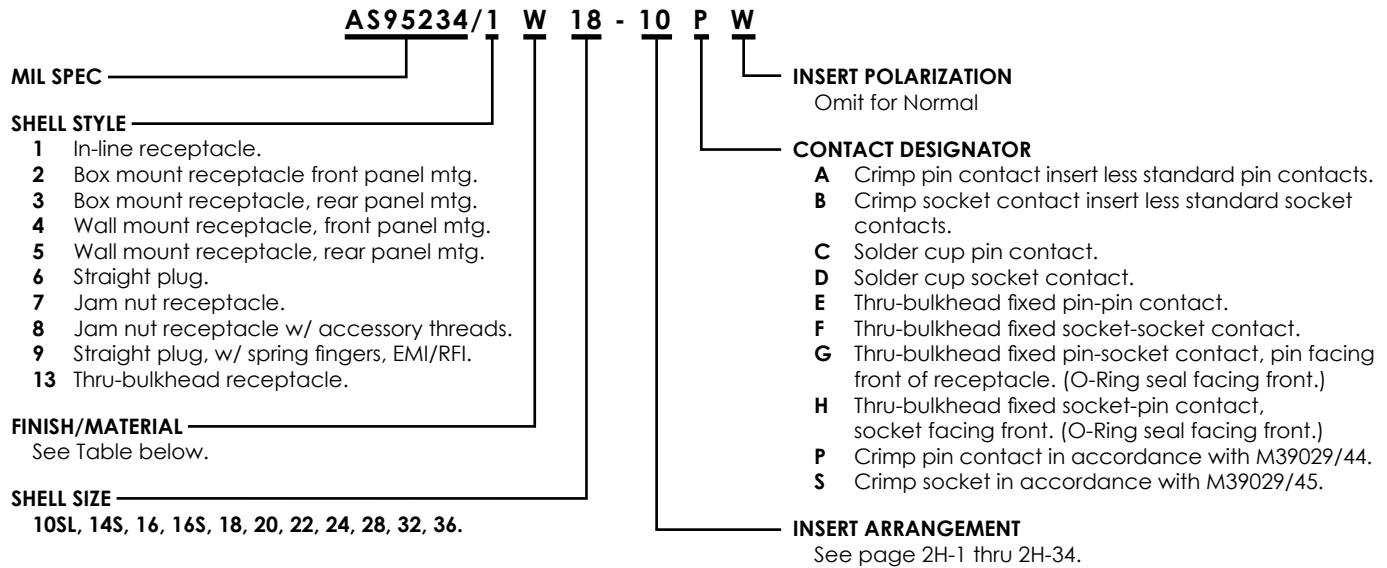 AS95234/1 W 18 - 10 P W
MIL SPEC
SHELL STYLE
1 In-line receptacle.
2 Box mount receptacle front panel mtg.
3 Box mount receptacle, rear panel mtg.
4 Wall mount receptacle, front panel mtg.
5 Wall mount receptacle, rear panel mtg.
6 Straight plug.
7 Jam nut receptacle.
8 Jam nut receptacle w/ accessory threads.
9 Straight plug, w/ spring fingers, EMI/RFI.
13 Thru-bulkhead receptacle.
FINISH/MATERIAL
See Table below.
SHELL SIZE
10SL, 14S, 16, 16S, 18, 20, 22, 24, 28, 32, 36.
INSERT POLARIZATION
Omit for Normal
CONTACT DESIGNATOR
A Crimp pin contact insert less standard pin contacts.
B Crimp socket contact insert less standard socket
contacts.
C Solder cup pin contact.
D Solder cup socket contact.
E Thru-bulkhead fixed pin-pin contact.
F Thru-bulkhead fixed socket-socket contact.
G Thru-bulkhead fixed pin-socket contact, pin facing
front of receptacle. (O-Ring seal facing front.)
H Thru-bulkhead fixed socket-pin contact,
socket facing front. (O-Ring seal facing front.)
P Crimp pin contact in accordance with M39029/44.
S Crimp socket in accordance with M39029/45.
INSERT ARRANGEMENT
See page 2H-1 thru 2H-34.